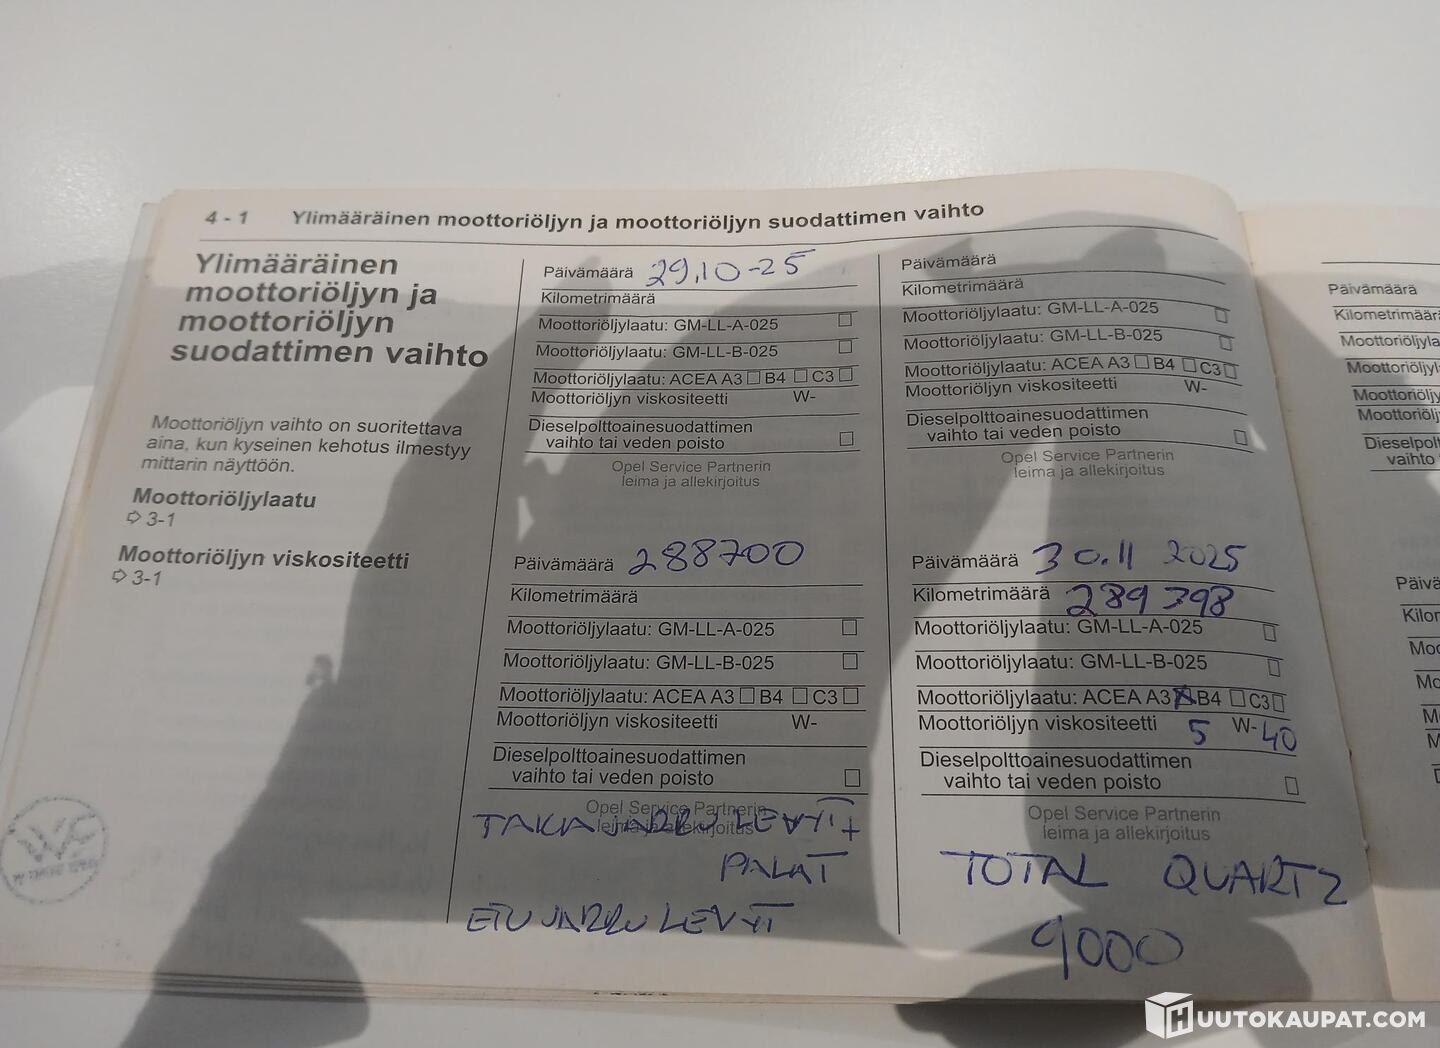 4 - 1 Ylimääräinen moottoriöljyn ja moottoriöljyn suodattimen vaihto
Ylimääräinen
moottoriöljyn ja
moottoriöljyn
suodattimen vaihto
Moottoriöljyn vaihto on suoritettava
aina, kun kyseinen kehotus ilmestyy
mittarin näyttöön.
Moottoriöljylaatu
⇨ 3-1
Moottoriöljyn viskositeetti
⇨ 3-1
Päivämäärä 29.10-25
Kilometrimäärä
Moottoriöljylaatu: GM-LL-A-025 □
Moottoriöljylaatu: GM-LL-B-025 □
Moottoriöljylaatu: ACEA A3 □ B4 □ C3 □
Moottoriöljyn viskositeetti W-
Dieselpolttoainesuodattimen
vaihto tai veden poisto □
Opel Service Partnerin
leima ja allekirjoitus
Päivämäärä 288700
Kilometrimäärä
Moottoriöljylaatu: GM-LL-A-025 □
Moottoriöljylaatu: GM-LL-B-025 □
Moottoriöljylaatu: ACEA A3 □ B4 □ C3 □
Moottoriöljyn viskositeetti W-
Dieselpolttoainesuodattimen
vaihto tai veden poisto □
Opel Service Partnerin
leima ja allekirjoitus
TAKAJARRULEVYT +
PALAT
ETUJARRULEVYT
Päivämäärä
Kilometrimäärä
Moottoriöljylaatu: GM-LL-A-025 □
Moottoriöljylaatu: GM-LL-B-025 □
Moottoriöljylaatu: ACEA A3 □ B4 □ C3 □
Moottoriöljyn viskositeetti W-
Dieselpolttoainesuodattimen
vaihto tai veden poisto □
Opel Service Partnerin
leima ja allekirjoitus
Päivämäärä 30.11 2025
Kilometrimäärä 289398
Moottoriöljylaatu: GM-LL-A-025 □
Moottoriöljylaatu: GM-LL-B-025 □
Moottoriöljylaatu: ACEA A3 ☒ B4 □ C3 □
Moottoriöljyn viskositeetti 5 W-40
Dieselpolttoainesuodattimen
vaihto tai veden poisto □
Opel Service Partnerin
leima ja allekirjoitus
TOTAL QUARTZ
9000
Päivämäärä
Kilometrimäärä
HUUTOKAUPAT.COM